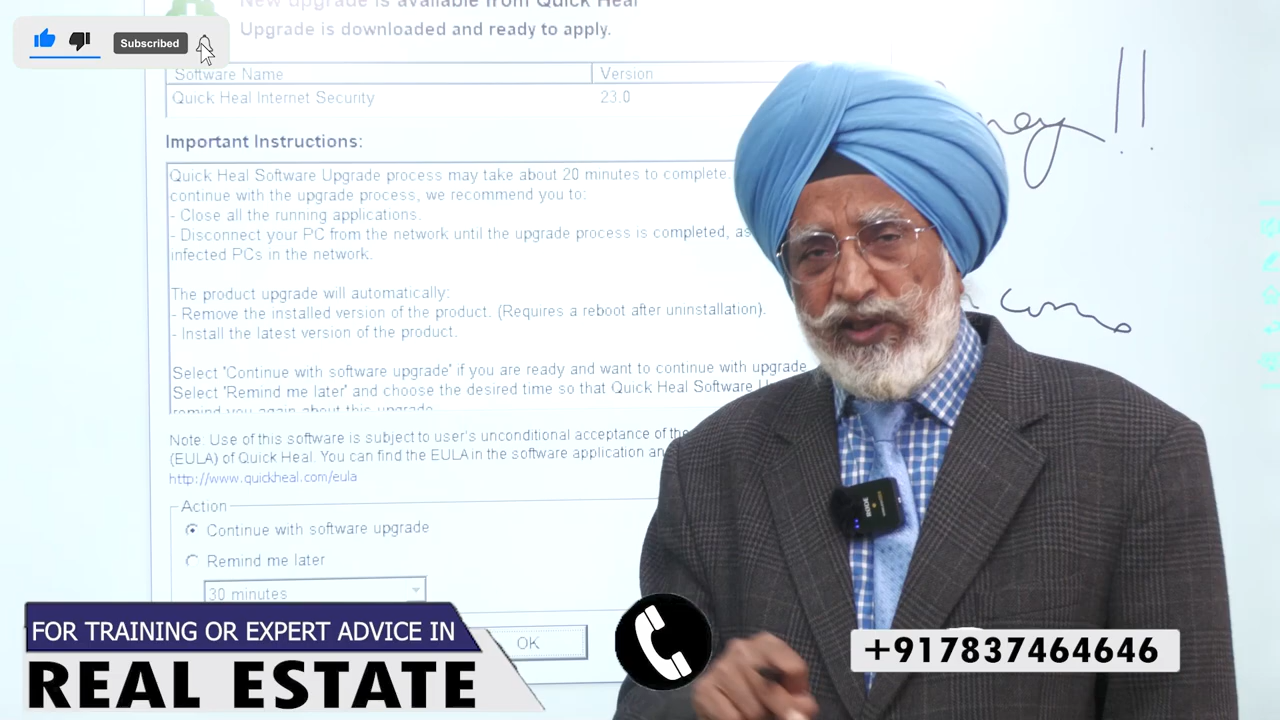 New upgrade is available from Quick Heal
Upgrade is downloaded and ready to apply.
Subscribed
Software Name Version
Quick Heal Internet Security 23.0
Important Instructions:
Quick Heal Software Upgrade process may take about 20 minutes to complete.
continue with the upgrade process, we recommend you to:
- Close all the running applications.
- Disconnect your PC from the network until the upgrade process is completed, as
infected PCs in the network.
The product upgrade will automatically:
- Remove the installed version of the product. (Requires a reboot after uninstallation).
- Install the latest version of the product.
Select 'Continue with software upgrade' if you are ready and want to continue with upgrade
Select 'Remind me later' and choose the desired time so that Quick Heal Software U
remind you again about this upgrade
Note: Use of this software is subject to user's unconditional acceptance of the
(EULA) of Quick Heal. You can find the EULA in the software application an
http://www.quickheal.com/eula
Action
Continue with software upgrade
Remind me later
30 minutes
OK
RODE
FOR TRAINING OR EXPERT ADVICE IN
REAL ESTATE
+917837464646